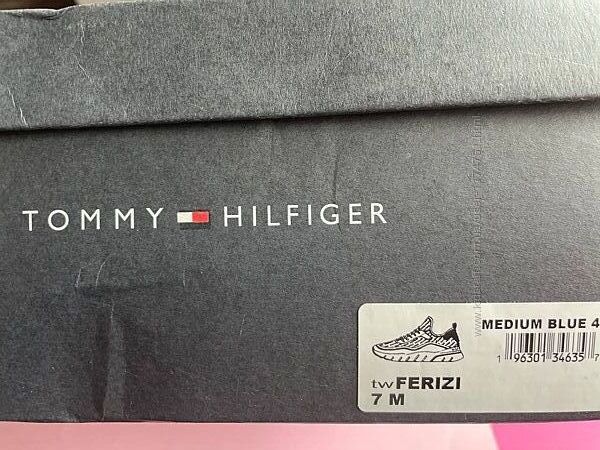 TOMMY HILFIGER
MEDIUM BLUE 4
1 96301 34635 7
twFERIZI
7 M